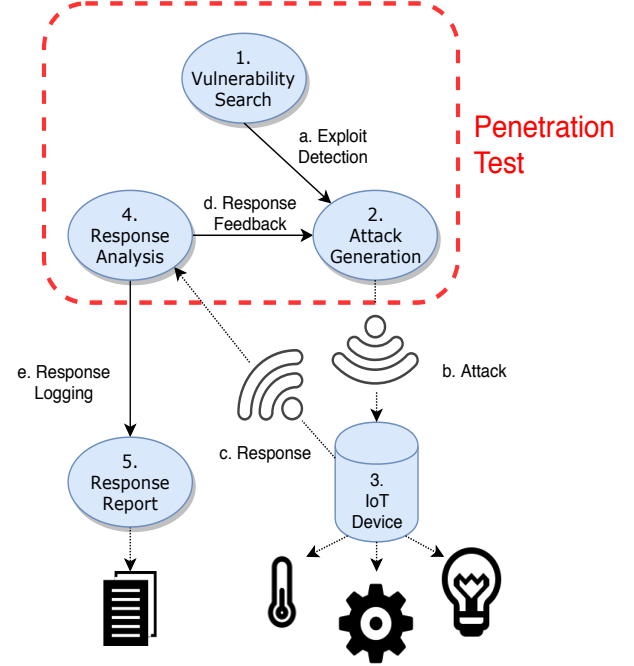 1.
Vulnerability
Search
a. Exploit
Detection
Penetration
Test
4.
Response
Analysis
d. Response
Feedback
2.
Attack
Generation
e. Response
Logging
b. Attack
c. Response
5.
Response
Report
3.
IoT
Device